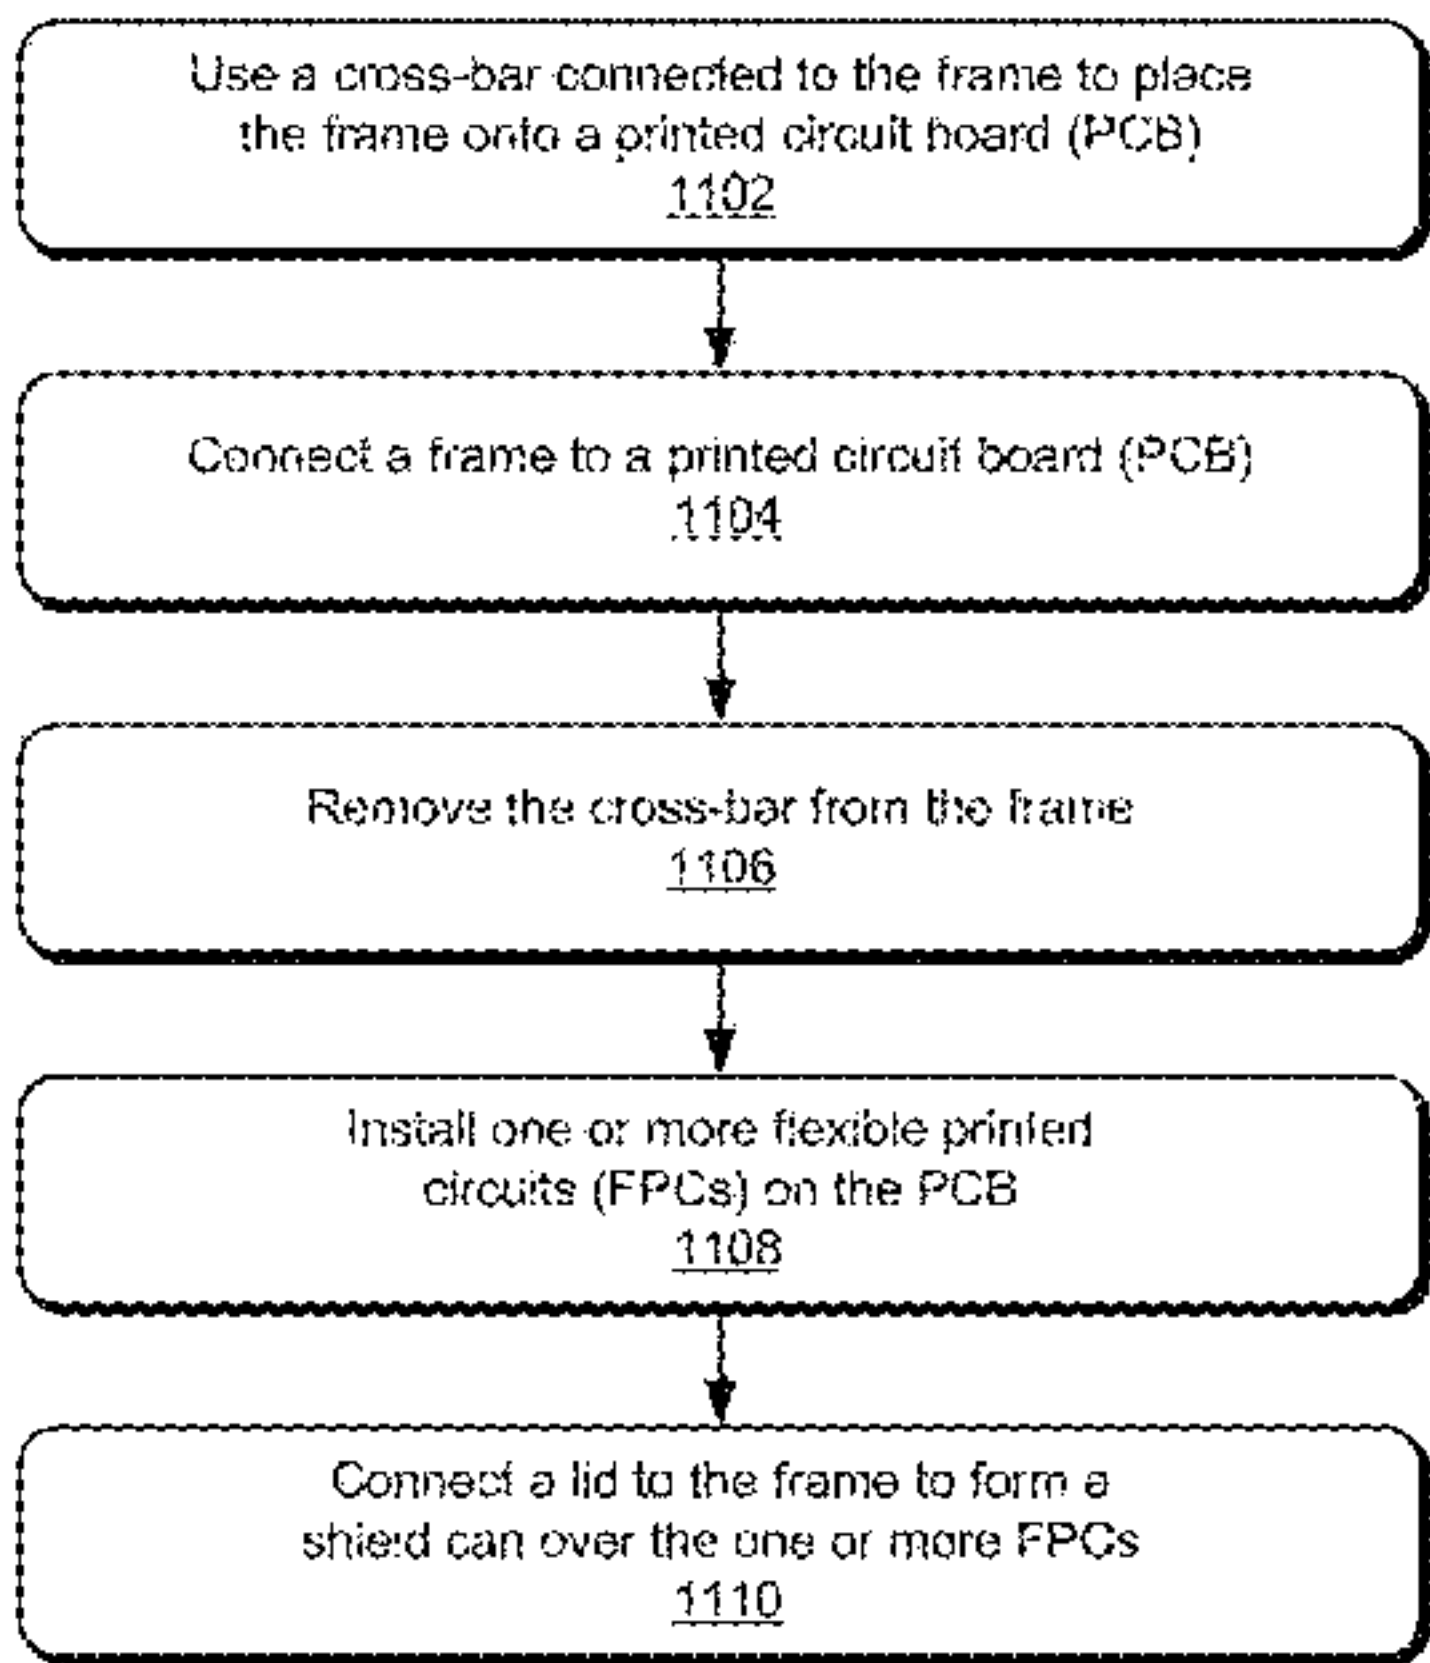 Use a cross-bar connected to the frame to place
the frame onto a printed circuit board (PCB)
1102
Connect a frame to a printed circuit board (PCB)
1104
Remove the cross-bar from the frame
1106
Install one or more flexible printed
circuits (FPCs) on the PCB
1108
Connect a lid to the frame to form a
shield can over the one or more FPCs
1110